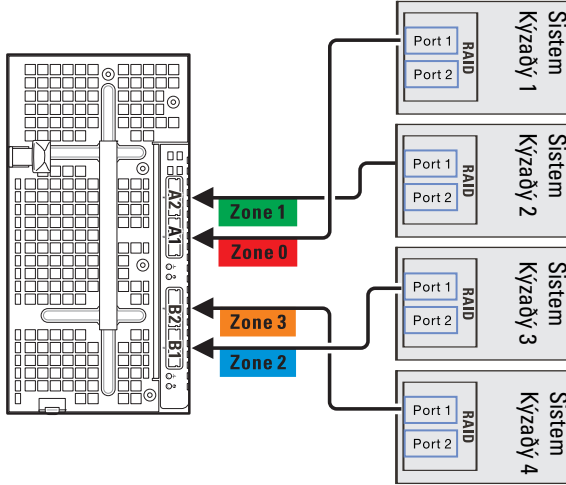 A2
A1
B2
B1
Zone 1
Zone 0
Zone 3
Zone 2
Port 1
Port 2
RAID
Sistem
Kýzaðý 1
Port 1
Port 2
RAID
Sistem
Kýzaðý 2
Port 1
Port 2
RAID
Sistem
Kýzaðý 3
Port 1
Port 2
RAID
Sistem
Kýzaðý 4